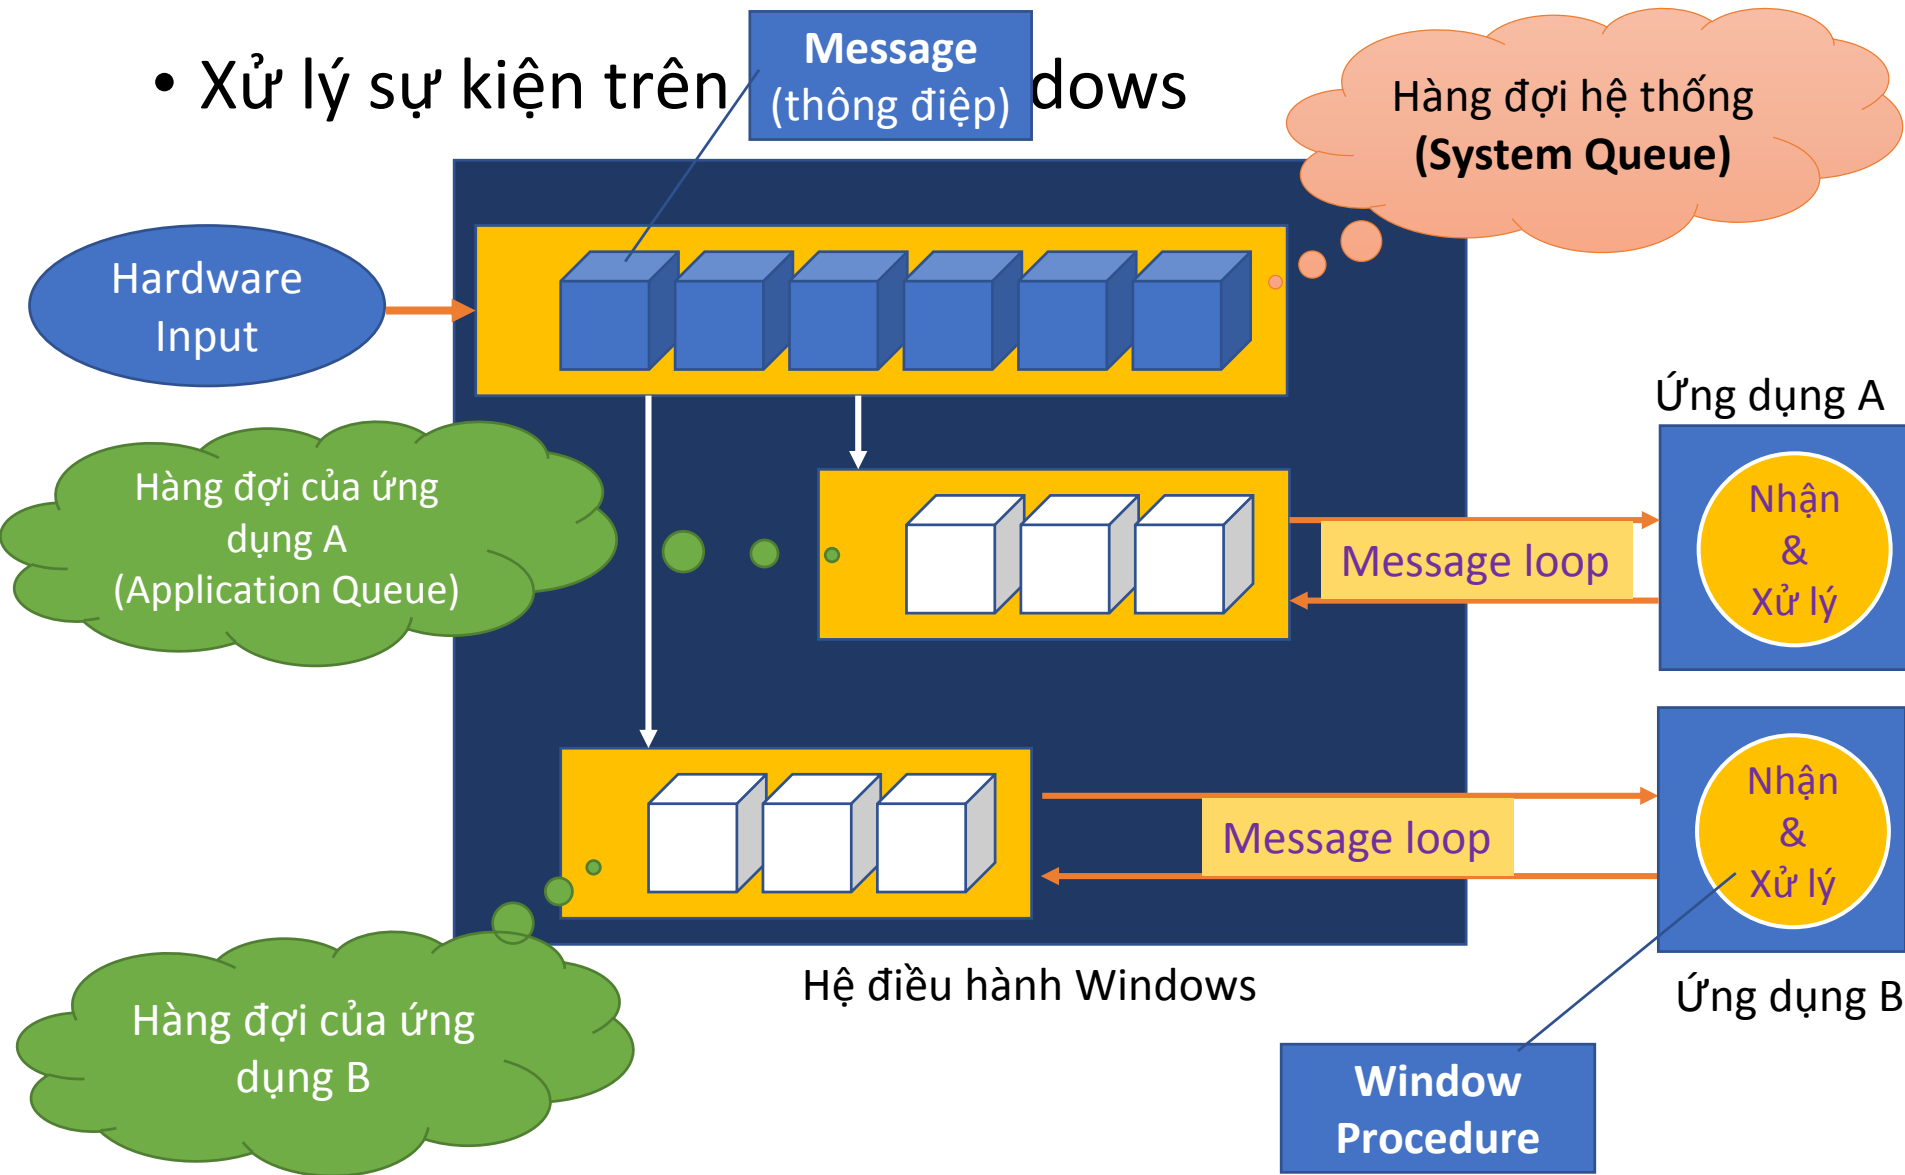 • Xử lý sự kiện trên dows
Message
(thông điệp)
Hàng đợi hệ thống
(System Queue)
Hardware
Input
Ứng dụng A
Hàng đợi của ứng
dụng A
(Application Queue)
Message loop
Nhận
&
Xử lý
Message loop
Nhận
&
Xử lý
Hệ điều hành Windows
Ứng dụng B
Hàng đợi của ứng
dụng B
Window
Procedure